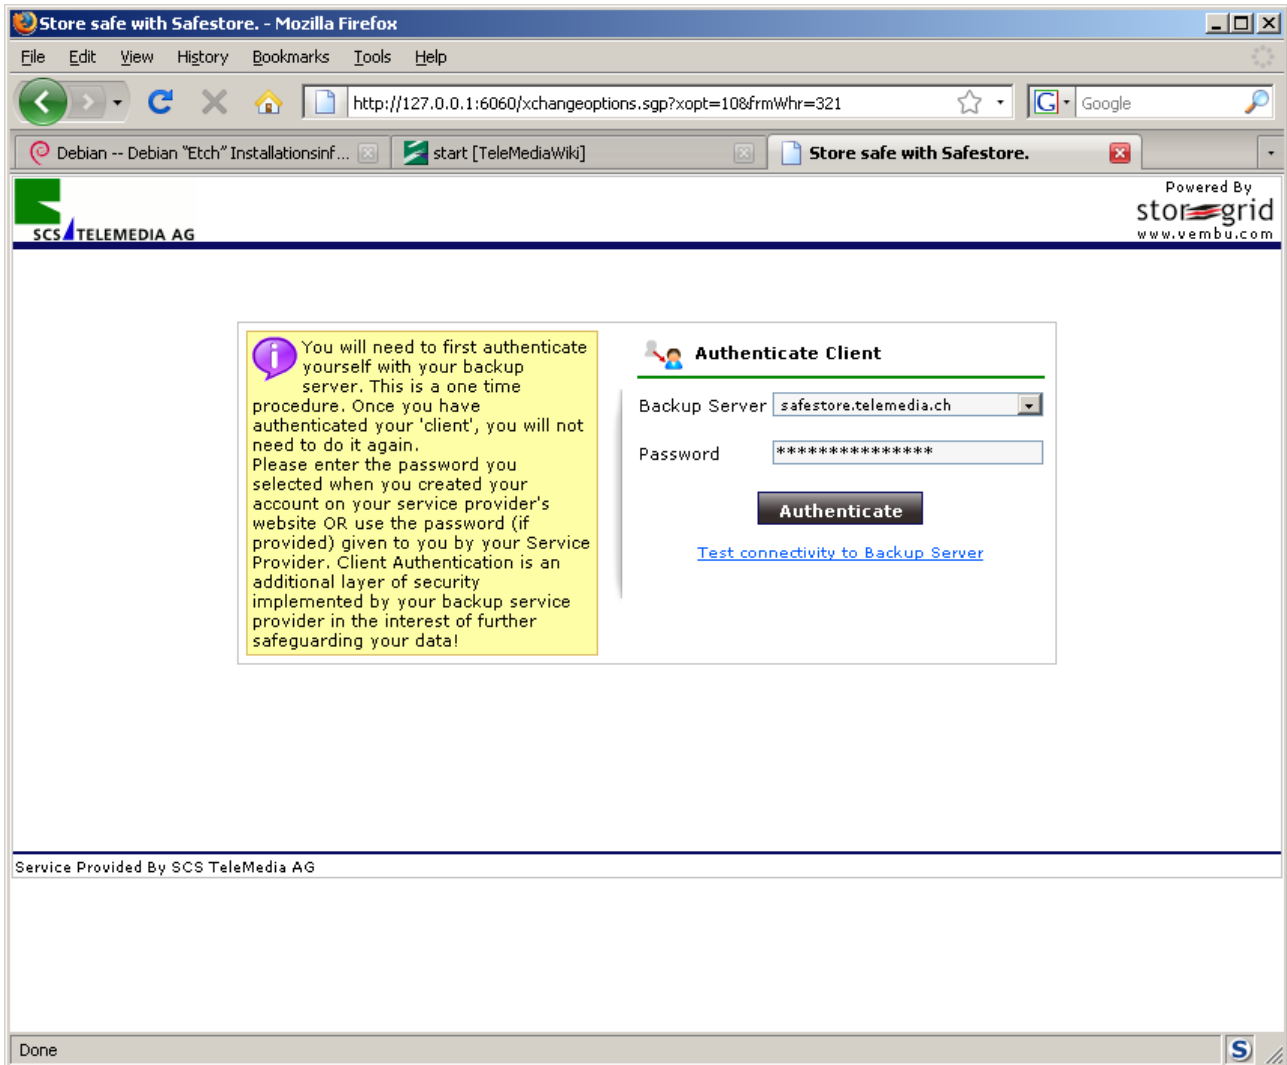 Store safe with Safestore. - Mozilla Firefox
File Edit View History Bookmarks Tools Help
http://127.0.0.1:6060/xchangeoptions.sgp?xopt=10&frmWhr=321
G Google
Debian -- Debian "Etch" Installationsinf...
start [TeleMediaWiki]
Store safe with Safestore.
SCS TELEMEDIA AG
Powered By
storegrid
www.vembu.com
You will need to first authenticate
yourself with your backup
server. This is a one time
procedure. Once you have
authenticated your 'client', you will not
need to do it again.
Please enter the password you
selected when you created your
account on your service provider's
website OR use the password (if
provided) given to you by your Service
Provider. Client Authentication is an
additional layer of security
implemented by your backup service
provider in the interest of further
safeguarding your data!
Authenticate Client
Backup Server safestore.telemedia.ch
Password ***************
Authenticate
Test connectivity to Backup Server
Service Provided By SCS TeleMedia AG
Done
S